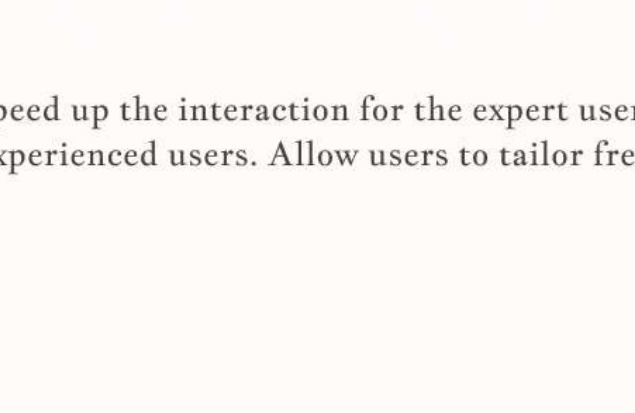 peed up the interaction for the expert user
xperienced users. Allow users to tailor fre